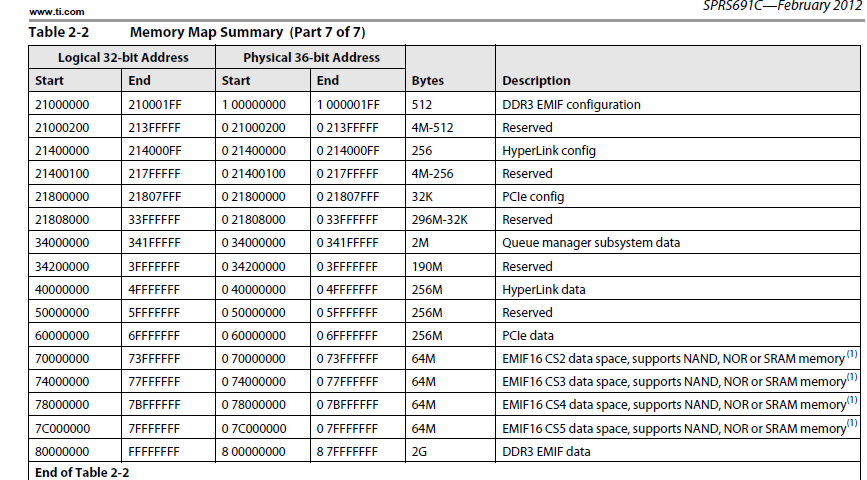 www.ti.com
SPRS691C—February 2012
Table 2-2 Memory Map Summary (Part 7 of 7)
Logical 32-bit Address Physical 36-bit Address
Start End Start End Bytes Description
21000000 210001FF 1 00000000 1 000001FF 512 DDR3 EMIF configuration
21000200 213FFFFF 0 21000200 0 213FFFFF 4M-512 Reserved
21400000 214000FF 0 21400000 0 214000FF 256 HyperLink config
21400100 217FFFFF 0 21400100 0 217FFFFF 4M-256 Reserved
21800000 21807FFF 0 21800000 0 21807FFF 32K PCIe config
21808000 33FFFFFF 0 21808000 0 33FFFFFF 296M-32K Reserved
34000000 341FFFFF 0 34000000 0 341FFFFF 2M Queue manager subsystem data
34200000 3FFFFFFF 0 34200000 0 3FFFFFFF 190M Reserved
40000000 4FFFFFFF 0 40000000 0 4FFFFFFF 256M HyperLink data
50000000 5FFFFFFF 0 50000000 0 5FFFFFFF 256M Reserved
60000000 6FFFFFFF 0 60000000 0 6FFFFFFF 256M PCIe data
70000000 73FFFFFF 0 70000000 0 73FFFFFF 64M EMIF16 CS2 data space, supports NAND, NOR or SRAM memory (1)
74000000 77FFFFFF 0 74000000 0 77FFFFFF 64M EMIF16 CS3 data space, supports NAND, NOR or SRAM memory (1)
78000000 7BFFFFFF 0 78000000 0 7BFFFFFF 64M EMIF16 CS4 data space, supports NAND, NOR or SRAM memory (1)
7C000000 7FFFFFFF 0 7C000000 0 7FFFFFFF 64M EMIF16 CS5 data space, supports NAND, NOR or SRAM memory (1)
80000000 FFFFFFFF 8 00000000 8 7FFFFFFF 2G DDR3 EMIF data
End of Table 2-2